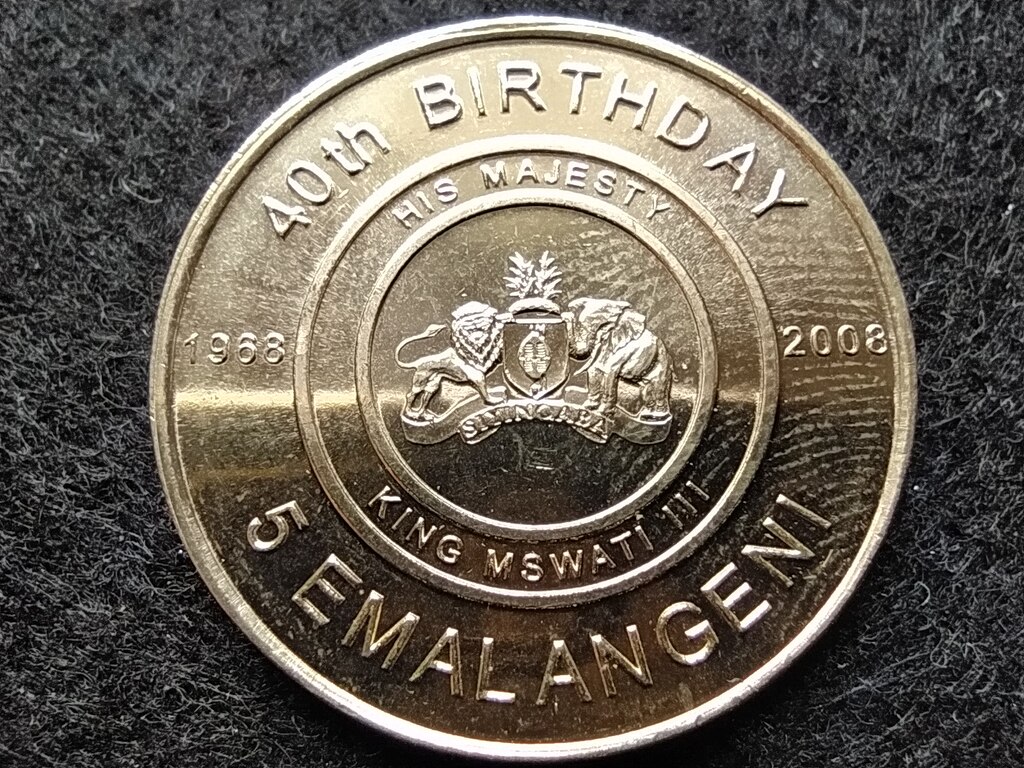 40th BIRTHDAY
HIS MAJESTY
1968
2008
SIYINQABA
KING MSWATI III
5 EMALANGENI